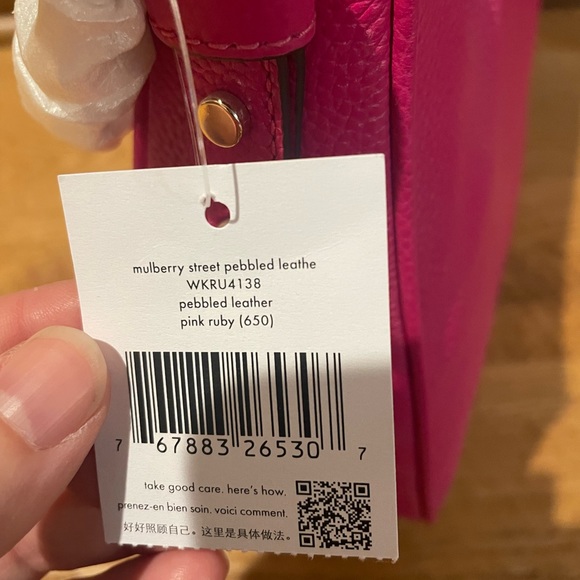 mulberry street pebbled leathe
WKRU4138
pebbled leather
pink ruby (650)
7 67883 26530 7
take good care. here's how.
prenez-en bien soin. voici comment.
好好照顾自己。这里是具体做法。